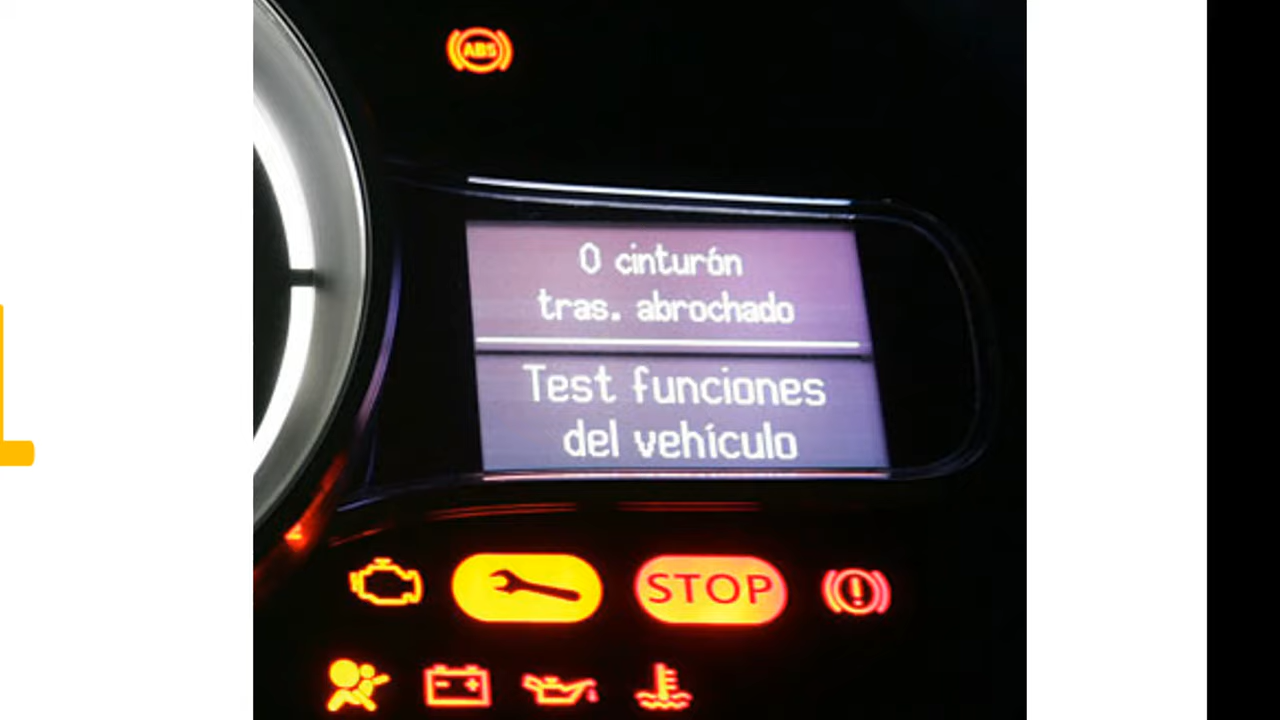 ABS
0 cinturón
tras. abrochado
Test funciones
del vehículo
STOP